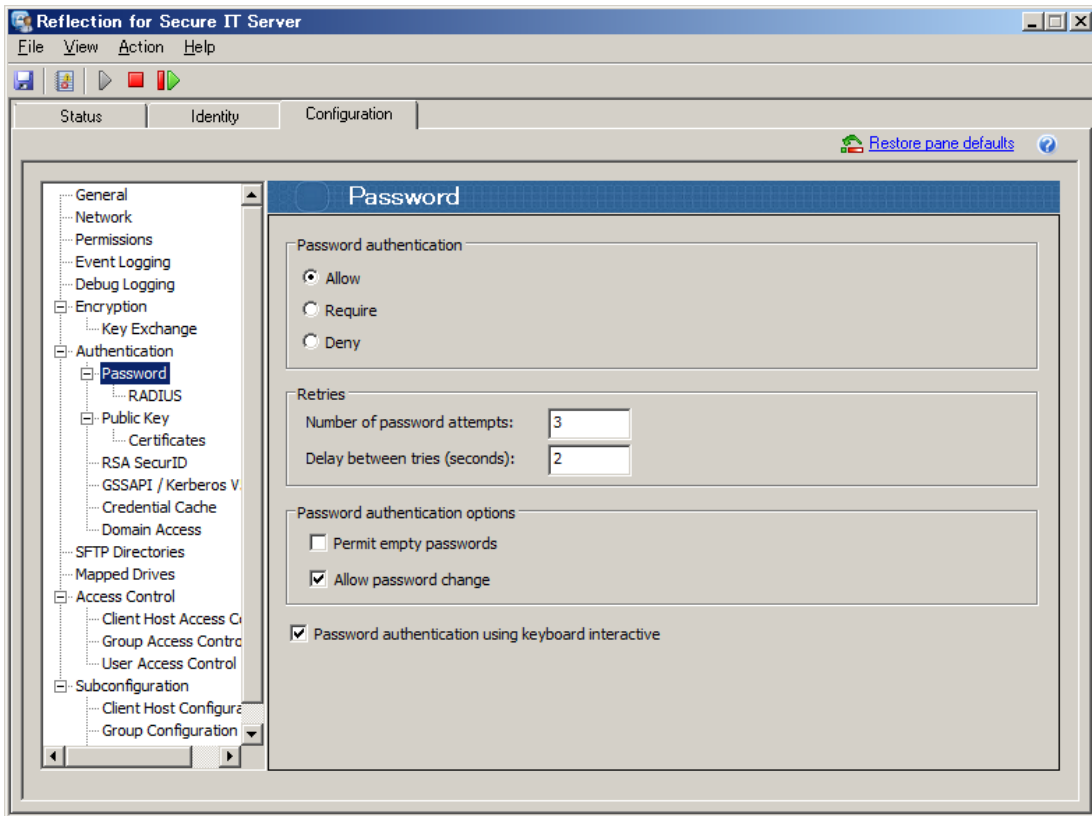 Reflection for Secure IT Server
File View Action Help
Status Identity Configuration
Restore pane defaults
General
Network
Permissions
Event Logging
Debug Logging
Encryption
Key Exchange
Authentication
Password
RADIUS
Public Key
Certificates
RSA SecurID
GSSAPI / Kerberos V
Credential Cache
Domain Access
SFTP Directories
Mapped Drives
Access Control
Client Host Access C
Group Access Contro
User Access Control
Subconfiguration
Client Host Configura
Group Configuration
Password
Password authentication
Allow
Require
Deny
Retries
Number of password attempts: 3
Delay between tries (seconds): 2
Password authentication options
Permit empty passwords
Allow password change
Password authentication using keyboard interactive